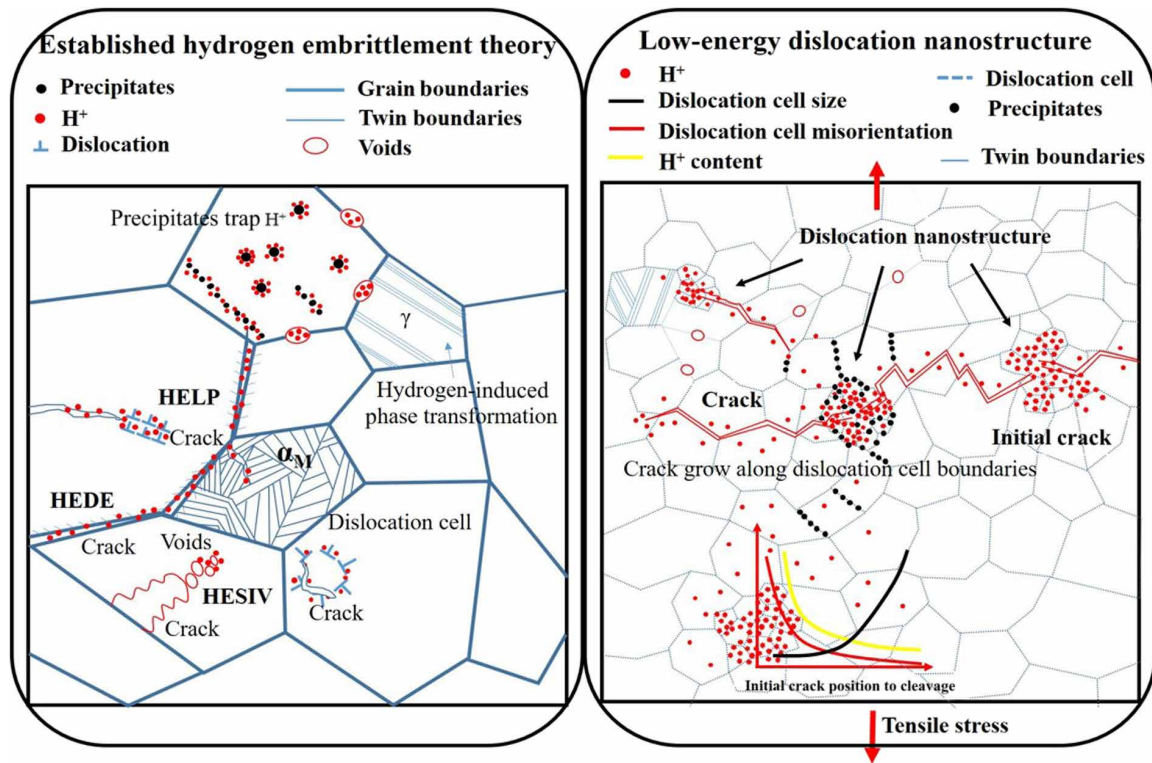 Established hydrogen embrittlement theory
Precipitates
H⁺
Dislocation
Grain boundaries
Twin boundaries
Voids
Precipitates trap H⁺
γ
Hydrogen-induced
phase transformation
HELP
Crack
α_M
HEDE
Crack
Dislocation cell
Voids
HESIV
Crack
Crack
Low-energy dislocation nanostructure
H⁺
Dislocation cell size
Dislocation cell misorientation
H⁺ content
Dislocation cell
Precipitates
Twin boundaries
Dislocation nanostructure
Crack
Initial crack
Crack grow along dislocation cell boundaries
Initial crack position to cleavage
Tensile stress